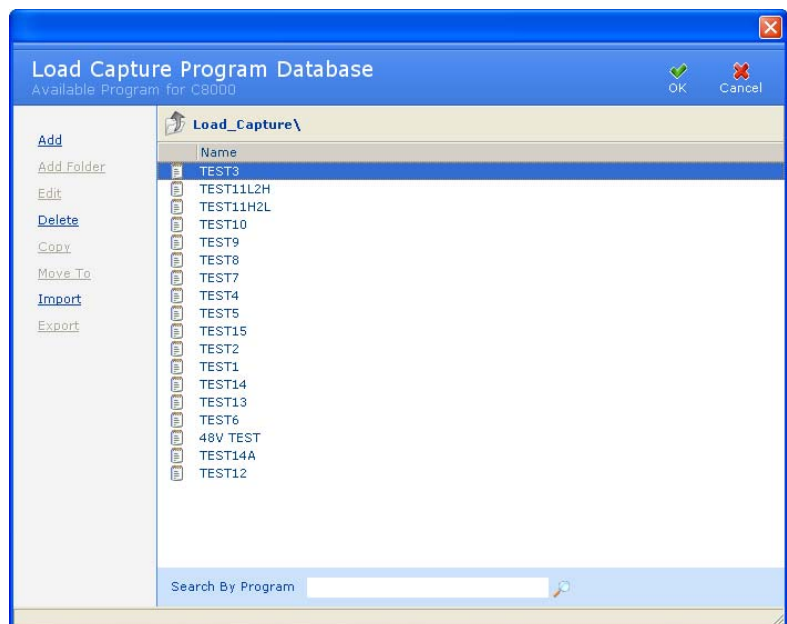 Load Capture Program Database
Available Program for C8000
OK
Cancel
Add
Add Folder
Edit
Delete
Copy
Move To
Import
Export
Load_Capture\
Name
TEST3
TEST11L2H
TEST11H2L
TEST10
TEST9
TEST8
TEST7
TEST4
TEST5
TEST15
TEST2
TEST1
TEST14
TEST13
TEST6
48V TEST
TEST14A
TEST12
Search By Program